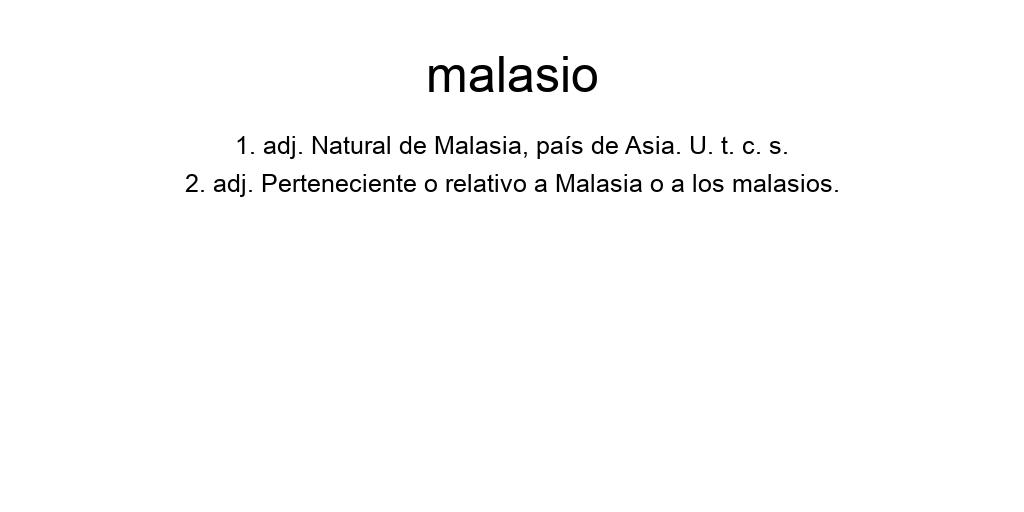 malasio
1. adj. Natural de Malasia, país de Asia. U. t. c. s.
2. adj. Perteneciente o relativo a Malasia o a los malasios.